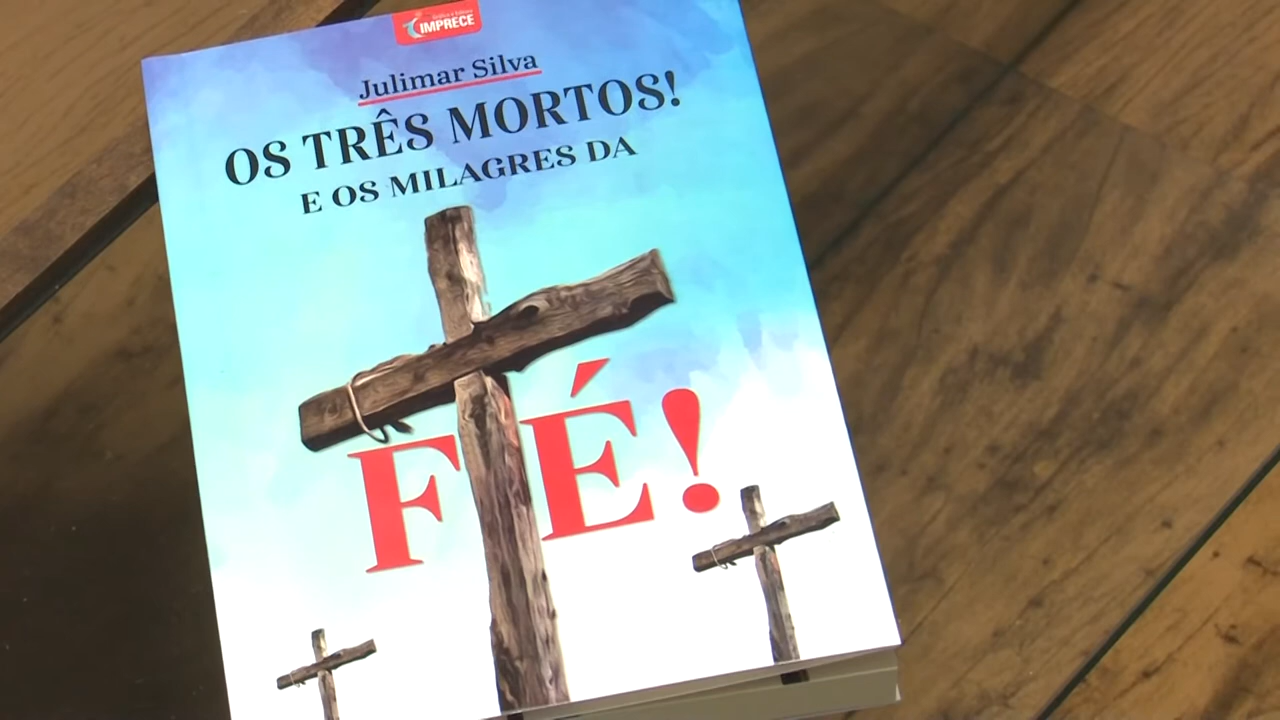 IMPRECE
Julimar Silva
OS TRÊS MORTOS!
E OS MILAGRES DA
FÉ!